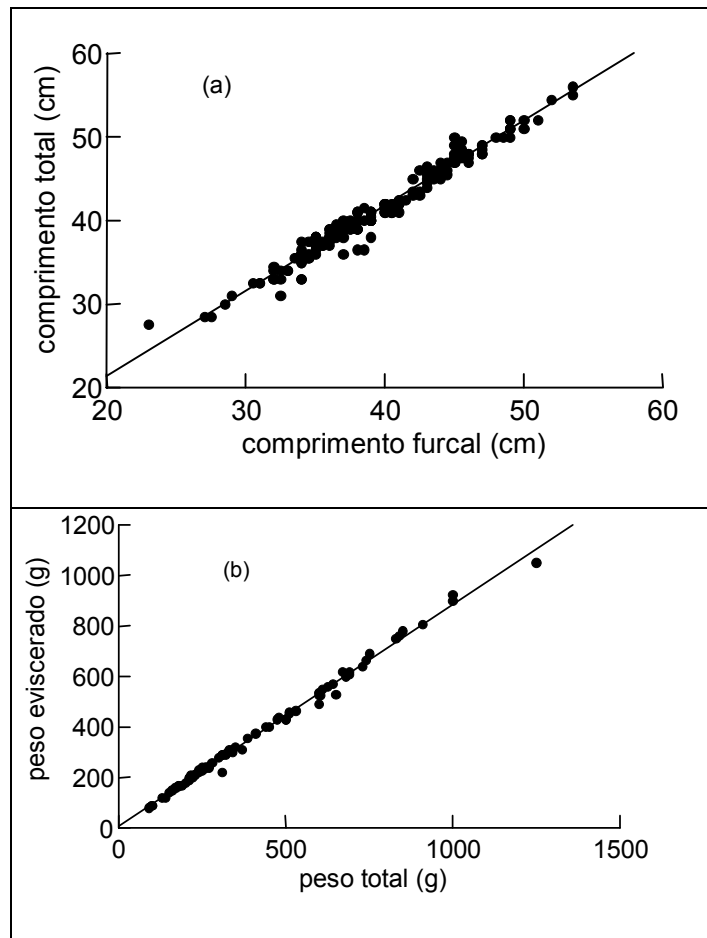 (a)
comprimento total (cm)
60
50
40
30
20
20 30 40 50 60
comprimento furcal (cm)
(b)
peso eviscerado (g)
1200
1000
800
600
400
200
0
0 500 1000 1500
peso total (g)